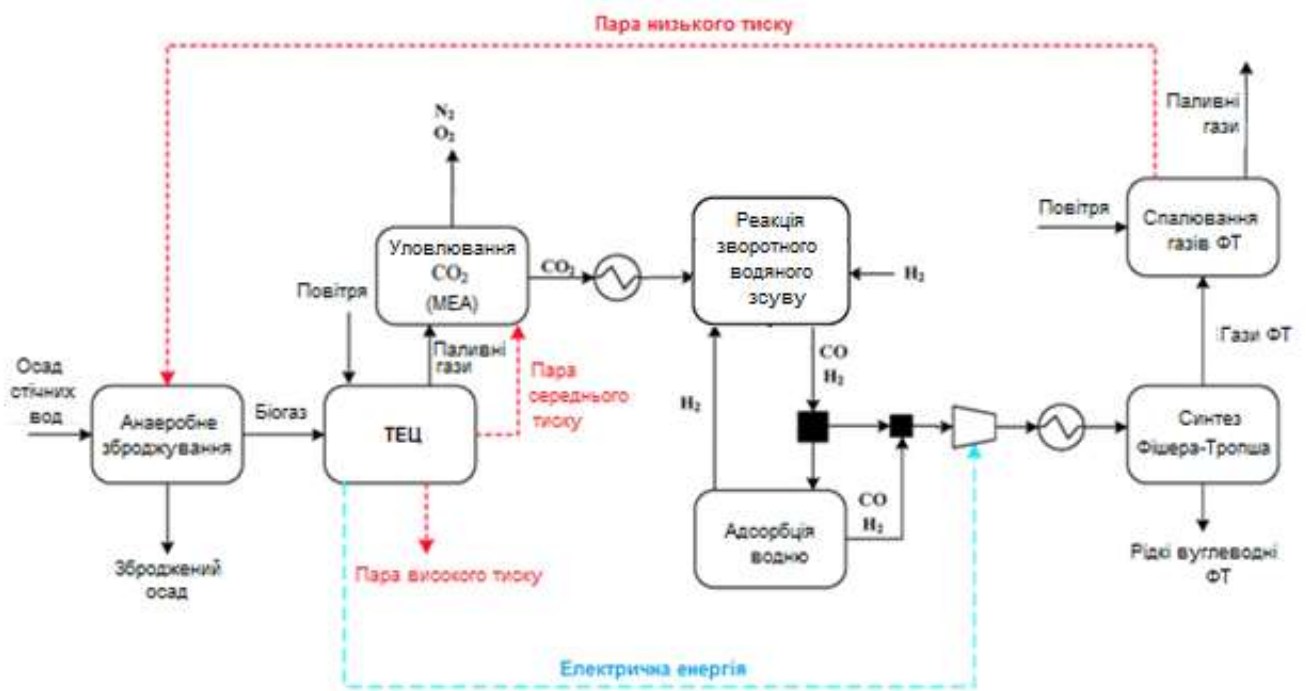 Пара низького тиску
N₂
O₂
Паливні
гази
Уловлювання
CO₂
(МЕА)
CO₂
Реакція
зворотного
водяного
зсуву
H₂
Повітря
Спалювання
газів ФТ
Повітря
Паливні
гази
Пара
середнього
тиску
H₂
CO
H₂
Гази ФТ
Осад
стічних
вод
Анаеробне
зброджування
Біогаз
ТЕЦ
Синтез
Фішера-Тропша
CO
H₂
Адсорбція
водню
Зброджений
осад
Пара високого тиску
Рідкі вуглеводні
ФТ
Електрична енергія